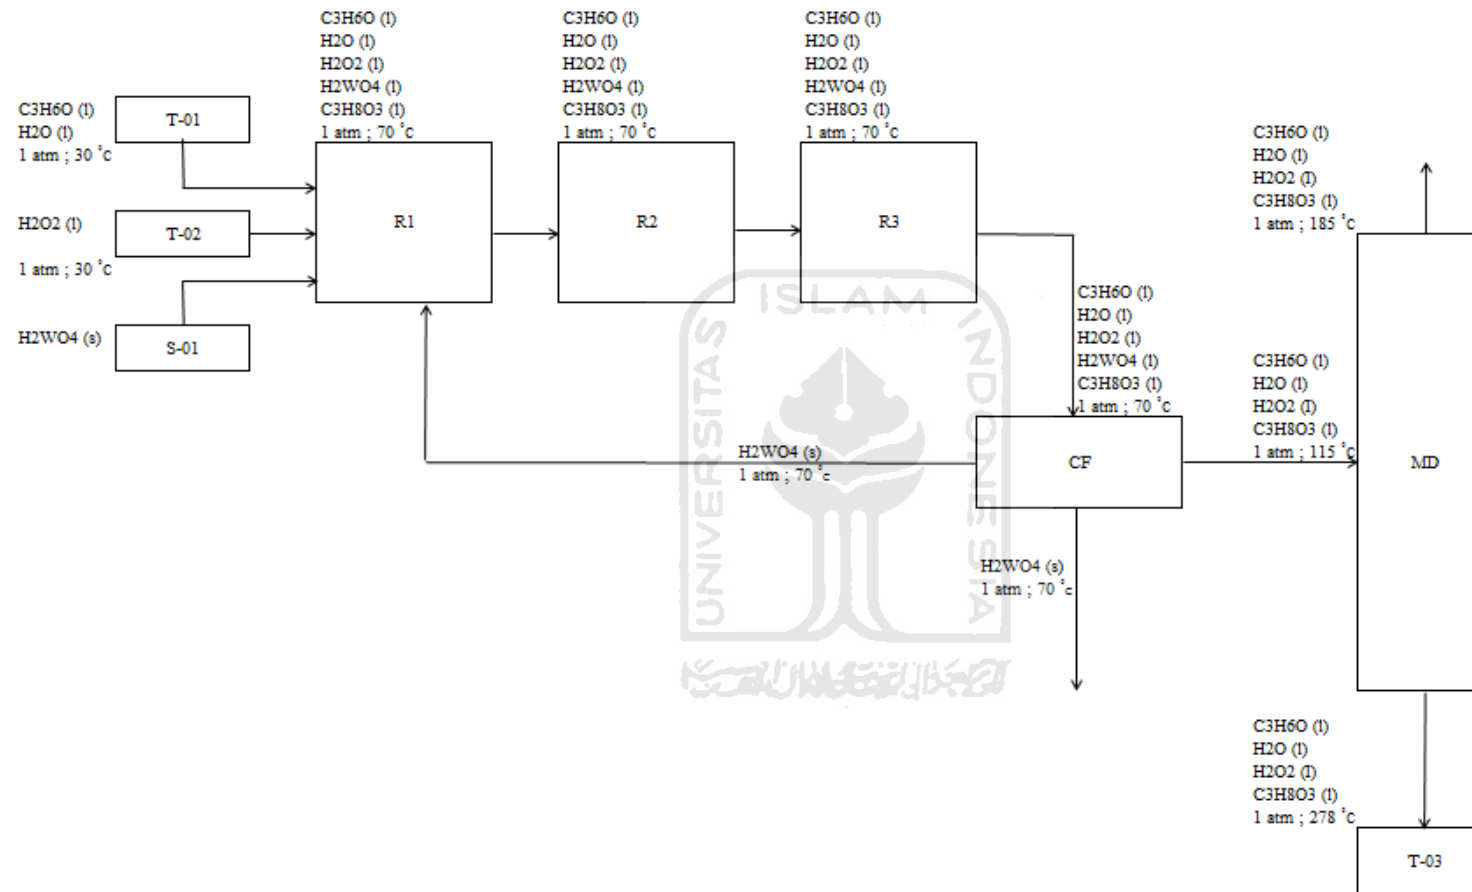 C3H6O (l)
H2O (l)
1 atm ; 30 °c
T-01
H2O2 (l)
1 atm ; 30 °c
T-02
H2WO4 (s)
S-01
C3H6O (l)
H2O (l)
H2O2 (l)
H2WO4 (l)
C3H8O3 (l)
1 atm ; 70 °c
R1
C3H6O (l)
H2O (l)
H2O2 (l)
H2WO4 (l)
C3H8O3 (l)
1 atm ; 70 °c
R2
C3H6O (l)
H2O (l)
H2O2 (l)
H2WO4 (l)
C3H8O3 (l)
1 atm ; 70 °c
R3
C3H6O (l)
H2O (l)
H2O2 (l)
H2WO4 (l)
C3H8O3 (l)
1 atm ; 70 °c
CF
H2WO4 (s)
1 atm ; 70 °c
H2WO4 (s)
1 atm ; 70 °c
C3H6O (l)
H2O (l)
H2O2 (l)
C3H8O3 (l)
1 atm ; 115 °c
MD
C3H6O (l)
H2O (l)
H2O2 (l)
C3H8O3 (l)
1 atm ; 185 °c
C3H6O (l)
H2O (l)
H2O2 (l)
C3H8O3 (l)
1 atm ; 278 °c
T-03
UNIVERSITAS
ISLAM
INDONESIA